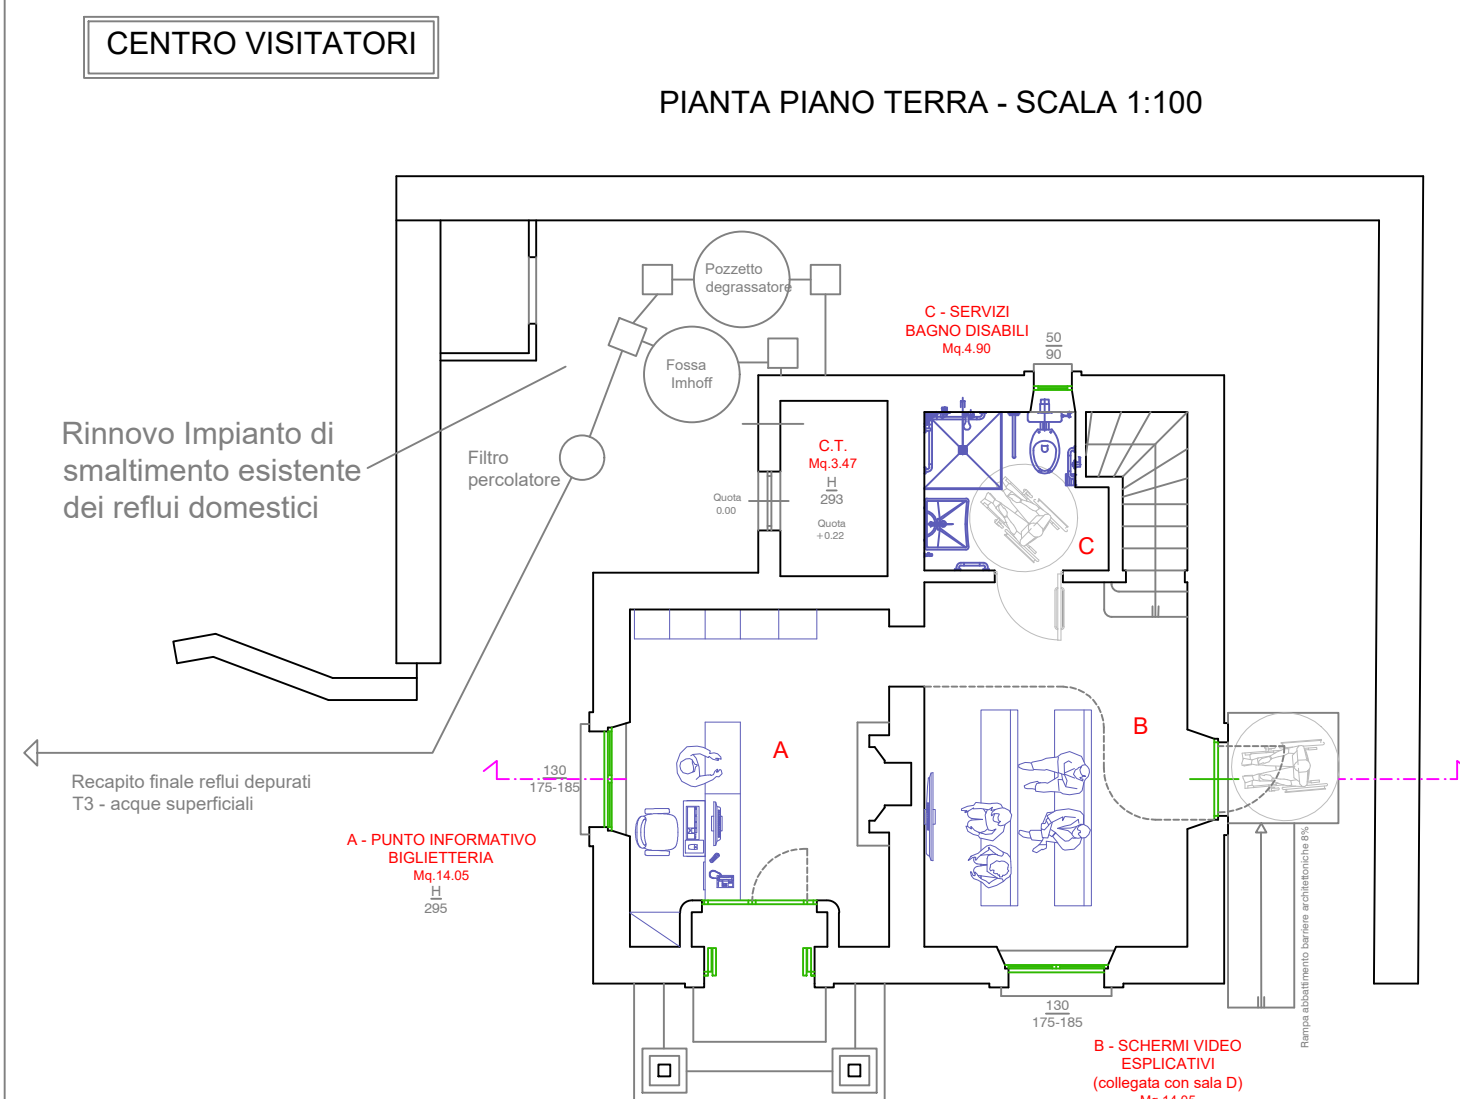 CENTRO VISITATORI
PIANTA PIANO TERRA - SCALA 1:100
Pozzetto
degrassatore
Fossa
Imhoff
C - SERVIZI
BAGNO DISABILI
Mq.4.90
50
90
Rinnovo Impianto di
smaltimento esistente
dei reflui domestici
Filtro
percolatore
C.T.
Mq.3.47
H
293
Quota
0.00
Quota
+0.22
C
A
B
130
175-185
Recapito finale reflui depurati
T3 - acque superficiali
A - PUNTO INFORMATIVO
BIGLIETTERIA
Mq.14.05
H
295
Rampa abbattimento barriere architettoniche 8%
130
175-185
B - SCHERMI VIDEO
ESPLICATIVI
(collegata con sala D)